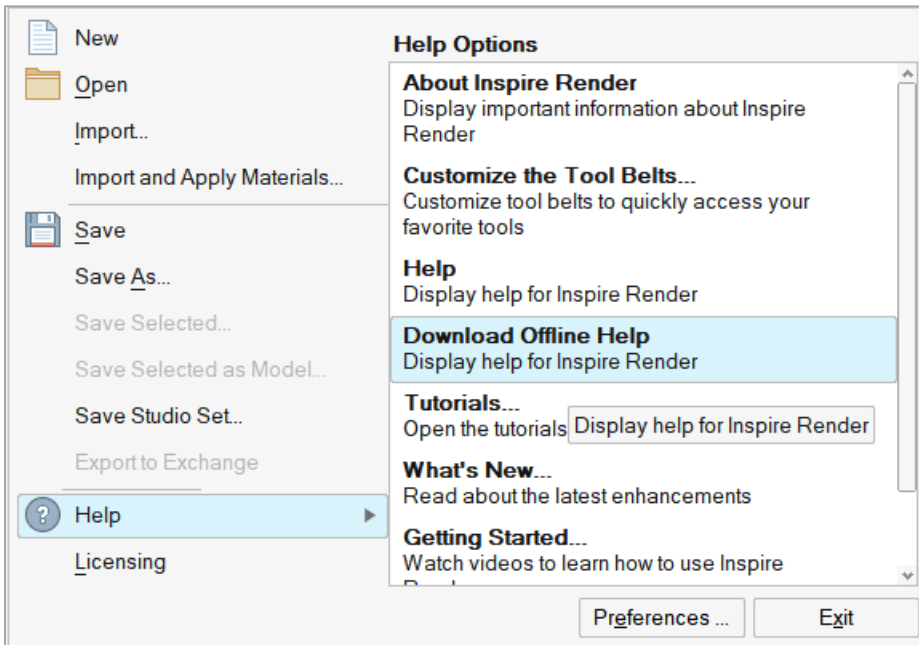 New
Open
Import...
Import and Apply Materials...
Save
Save As...
Save Selected...
Save Selected as Model...
Save Studio Set...
Export to Exchange
Help
Licensing
Help Options
About Inspire Render
Display important information about Inspire
Render
Customize the Tool Belts...
Customize tool belts to quickly access your
favorite tools
Help
Display help for Inspire Render
Download Offline Help
Display help for Inspire Render
Tutorials...
Open the tutorials
Display help for Inspire Render
What's New...
Read about the latest enhancements
Getting Started...
Watch videos to learn how to use Inspire
Preferences ...
Exit